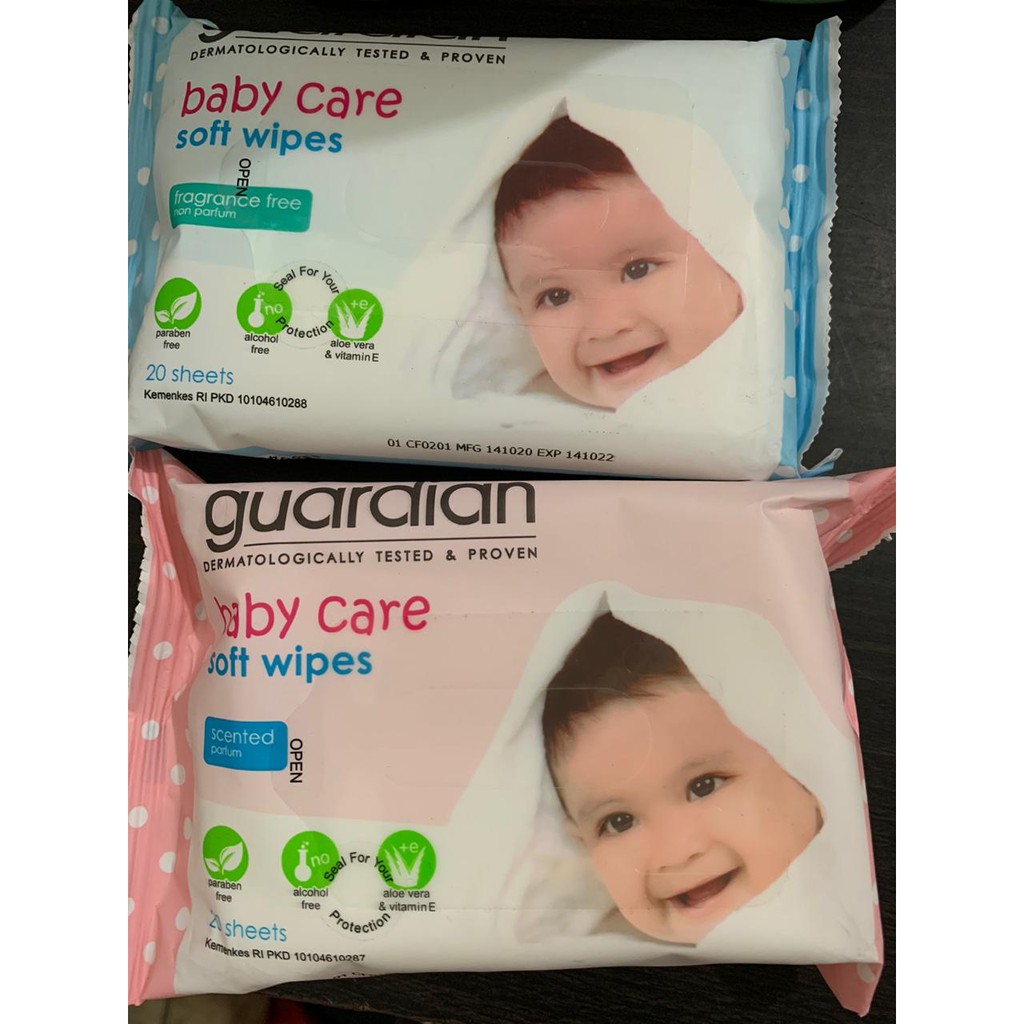 guardian
DERMATOLOGICALLY TESTED & PROVEN
baby care
soft wipes
OPEN
fragrance free
non parfum
Seal For Your
Protection
paraben
free
no
alcohol
free
+e
aloe vera
& vitamin E
20 sheets
Kemenkes RI PKD 10104610288
01 CF0201 MFG 141020 EXP 141022
guardian
DERMATOLOGICALLY TESTED & PROVEN
baby care
soft wipes
scented
parfum
OPEN
Seal For Your
Protection
paraben
free
no
alcohol
free
+e
aloe vera
& vitamin E
20 sheets
Kemenkes RI PKD 10104610287